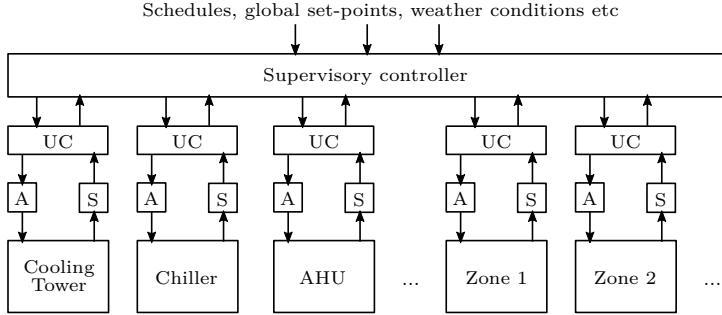 Schedules, global set-points, weather conditions etc
Supervisory controller
UC UC UC UC UC
A S A S A S A S A S
Cooling
Tower
Chiller
AHU
...
Zone 1
Zone 2
...